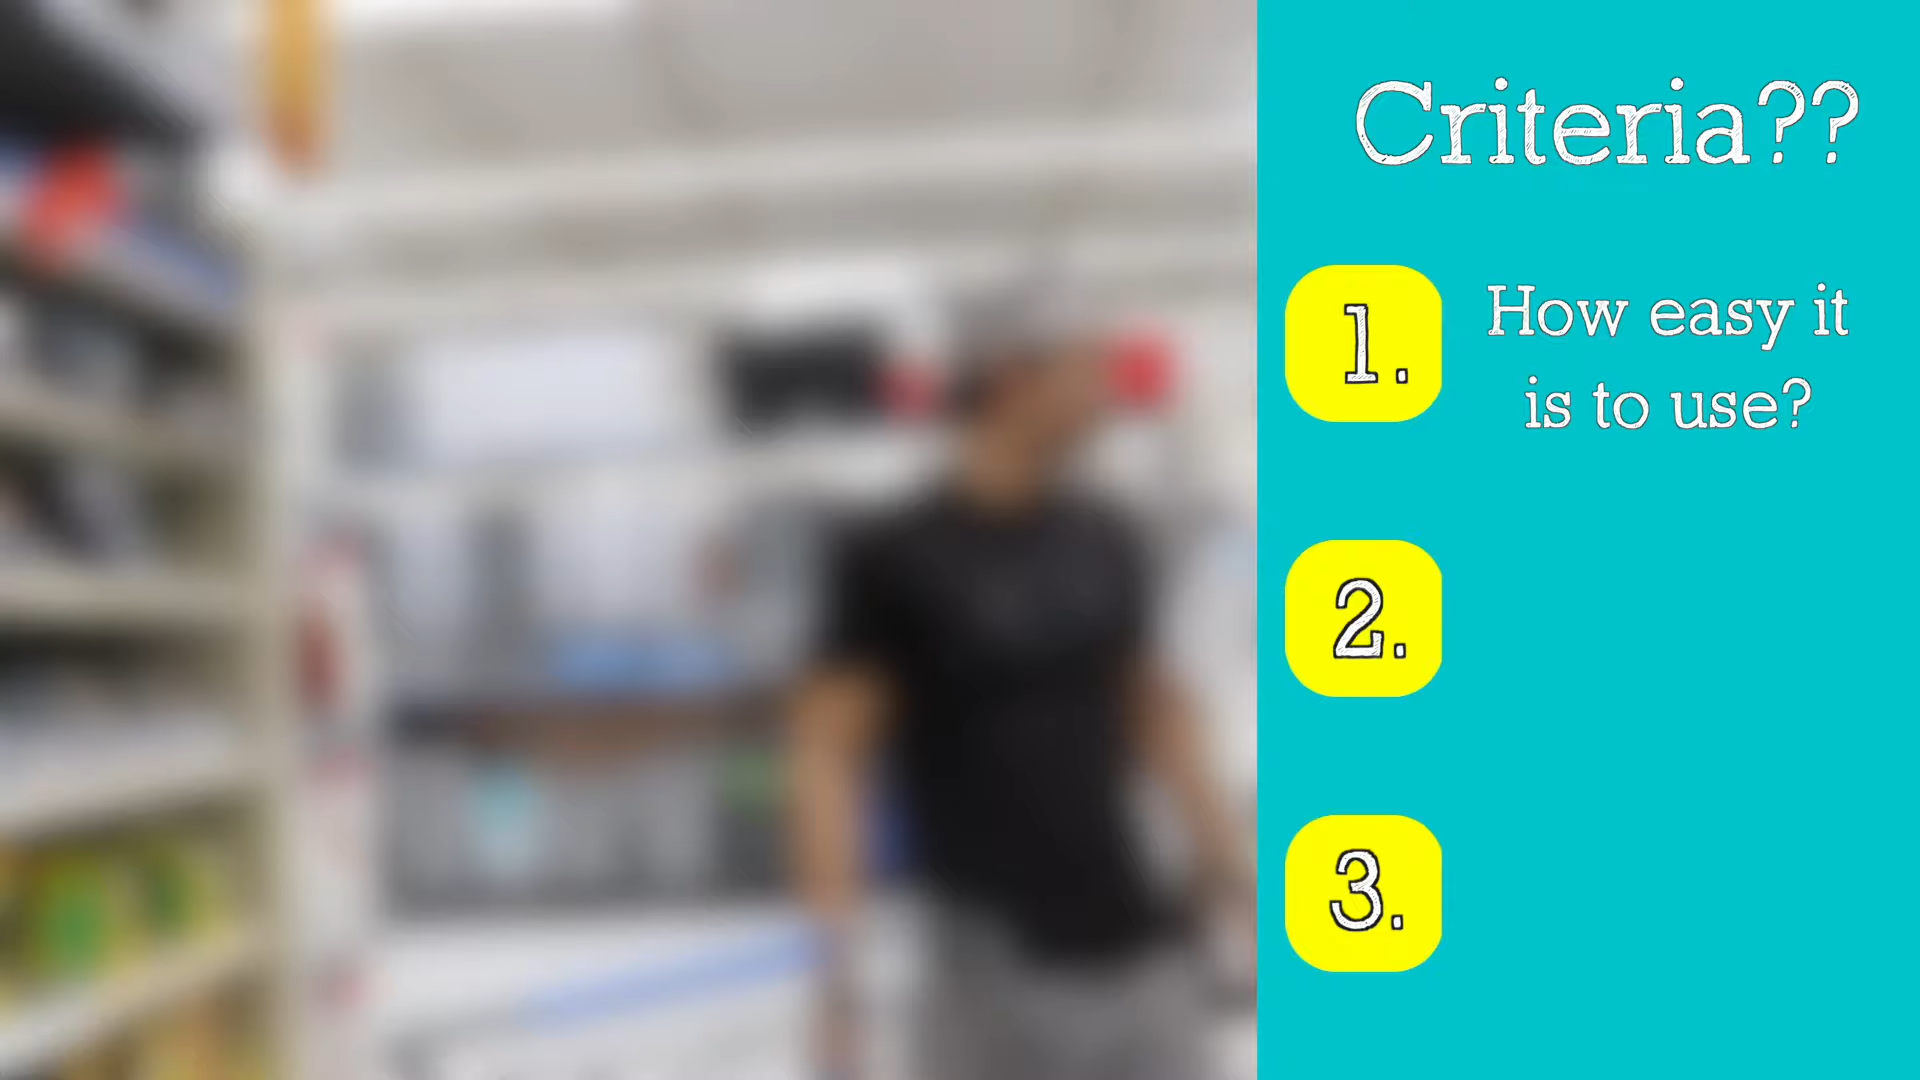 Criteria??
1.
How easy it
is to use?
2.
3.